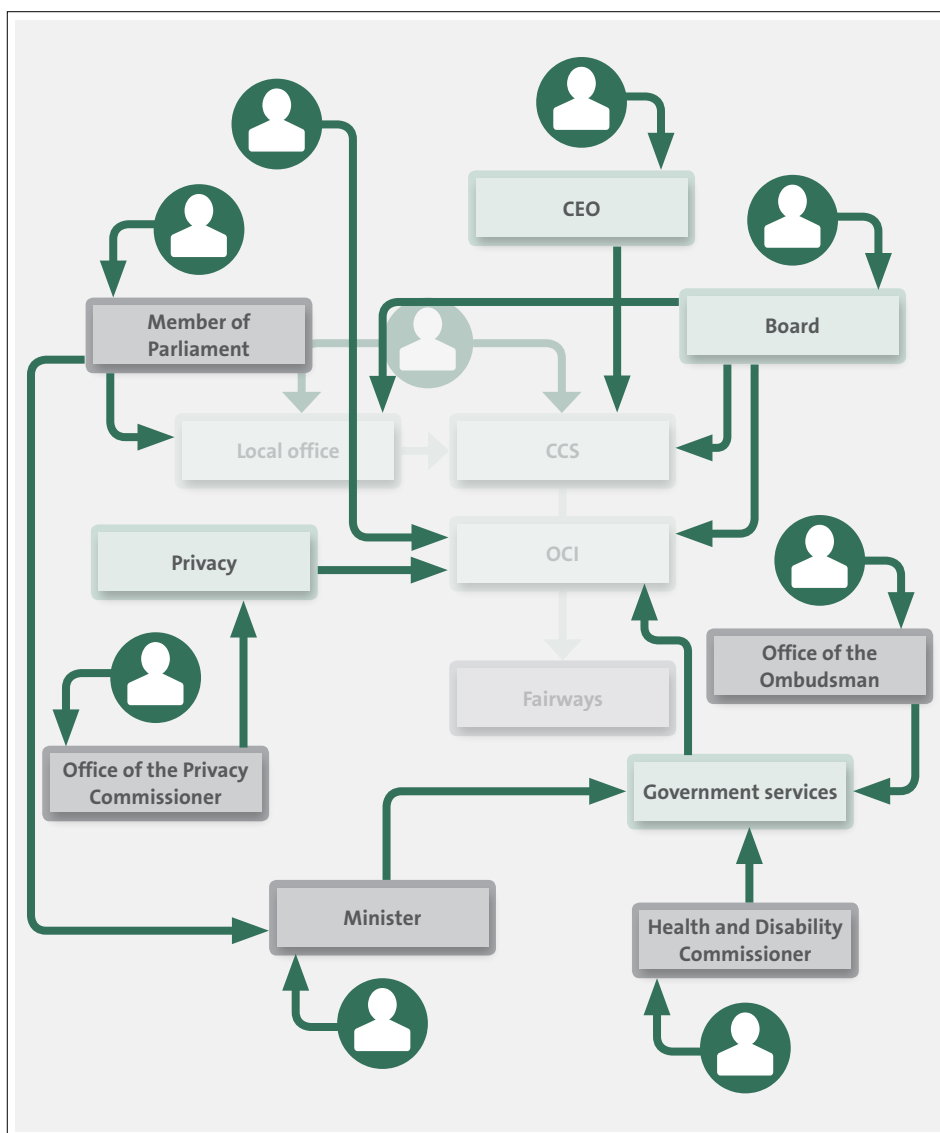 CEO
Board
Member of
Parliament
Local office
CCS
OCI
Privacy
Office of the
Ombudsman
Fairways
Office of the Privacy
Commissioner
Government services
Minister
Health and Disability
Commissioner